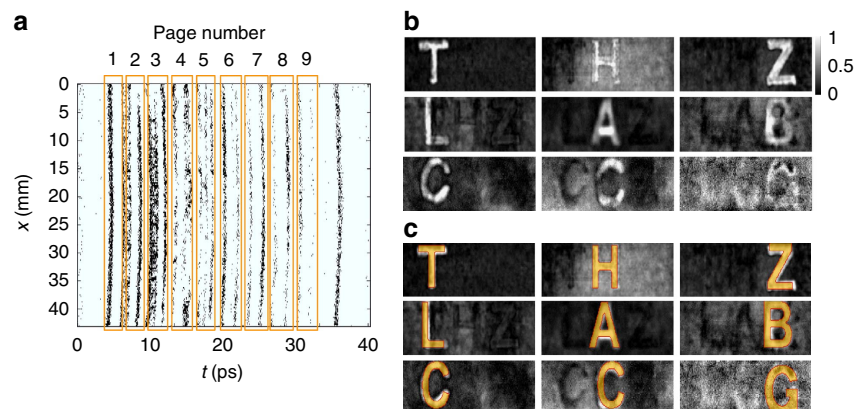 a
Page number
1 2 3 4 5 6 7 8 9
0
5
10
15
20
25
30
35
40
x (mm)
0 10 20 30 40
t (ps)
b
T H Z
L A B
C C G
1
0.5
0
c
T H Z
L A B
C C G